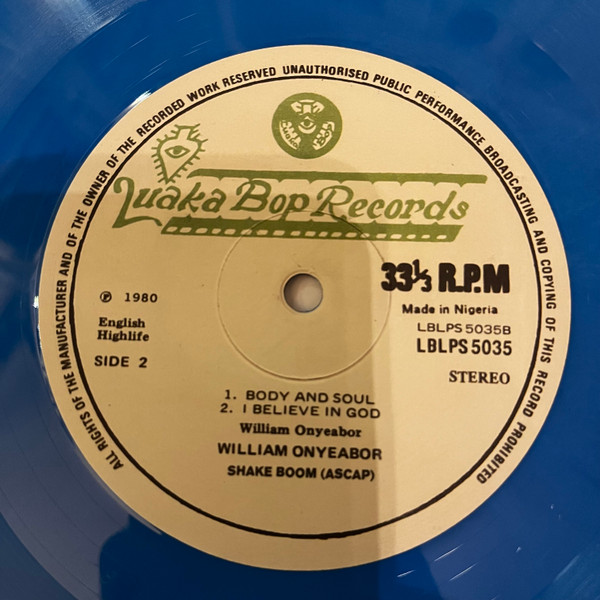 ALL RIGHTS OF THE MANUFACTURER AND OF THE OWNER OF THE RECORDED WORK RESERVED UNAUTHORISED PUBLIC PERFORMANCE BROADCASTING AND COPYING OF THIS RECORD PROHIBITED
Luaka Bop Records
33⅓ R.P.M
℗ 1980
Made in Nigeria
English
Highlife
LBLPS 5035B
LBLPS 5035
SIDE 2
STEREO
1. BODY AND SOUL
2. I BELIEVE IN GOD
William Onyeabor
WILLIAM ONYEABOR
SHAKE BOOM (ASCAP)